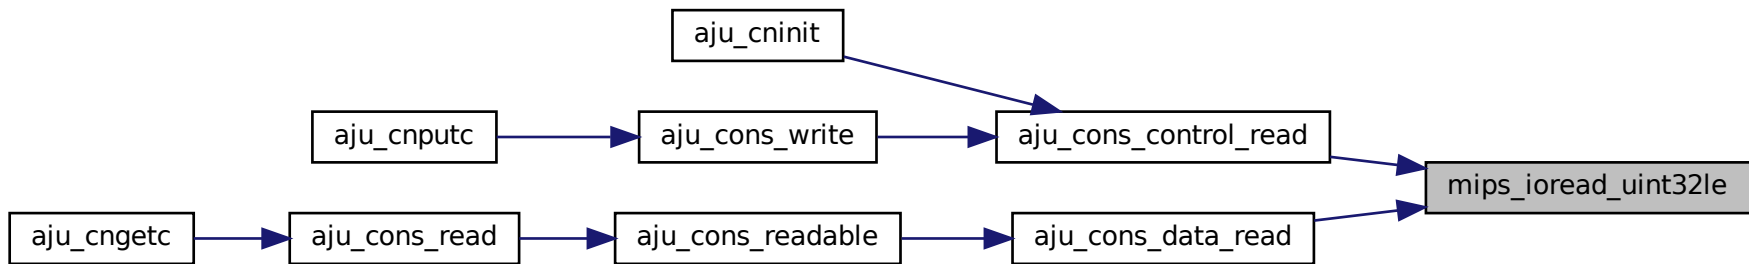 aju_cninit
aju_cnputc
aju_cons_write
aju_cons_control_read
mips_ioread_uint32le
aju_cngetc
aju_cons_read
aju_cons_readable
aju_cons_data_read